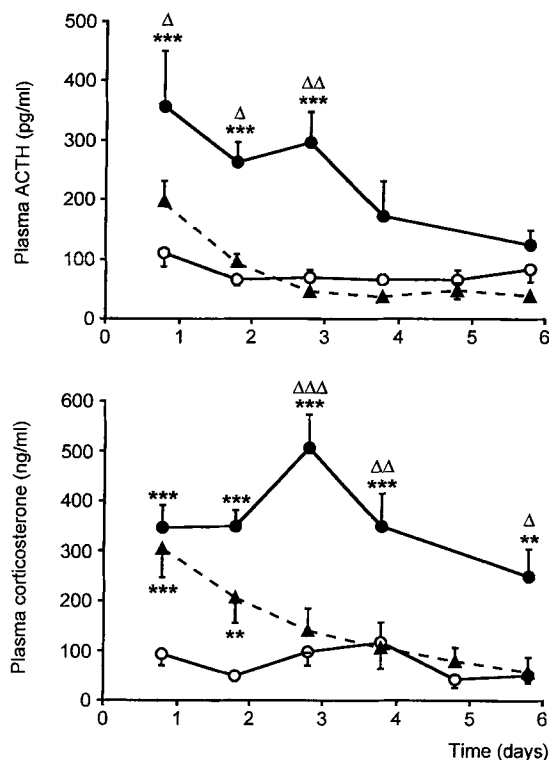 500
400
300
200
100
0
Plasma ACTH (pg/ml)
Δ
***
Δ
***
ΔΔ
***
0 1 2 3 4 5 6
600
500
400
300
200
100
0
Plasma corticosterone (ng/ml)
***
***
***
**
ΔΔΔ
***
ΔΔ
***
Δ
**
0 1 2 3 4 5 6
Time (days)